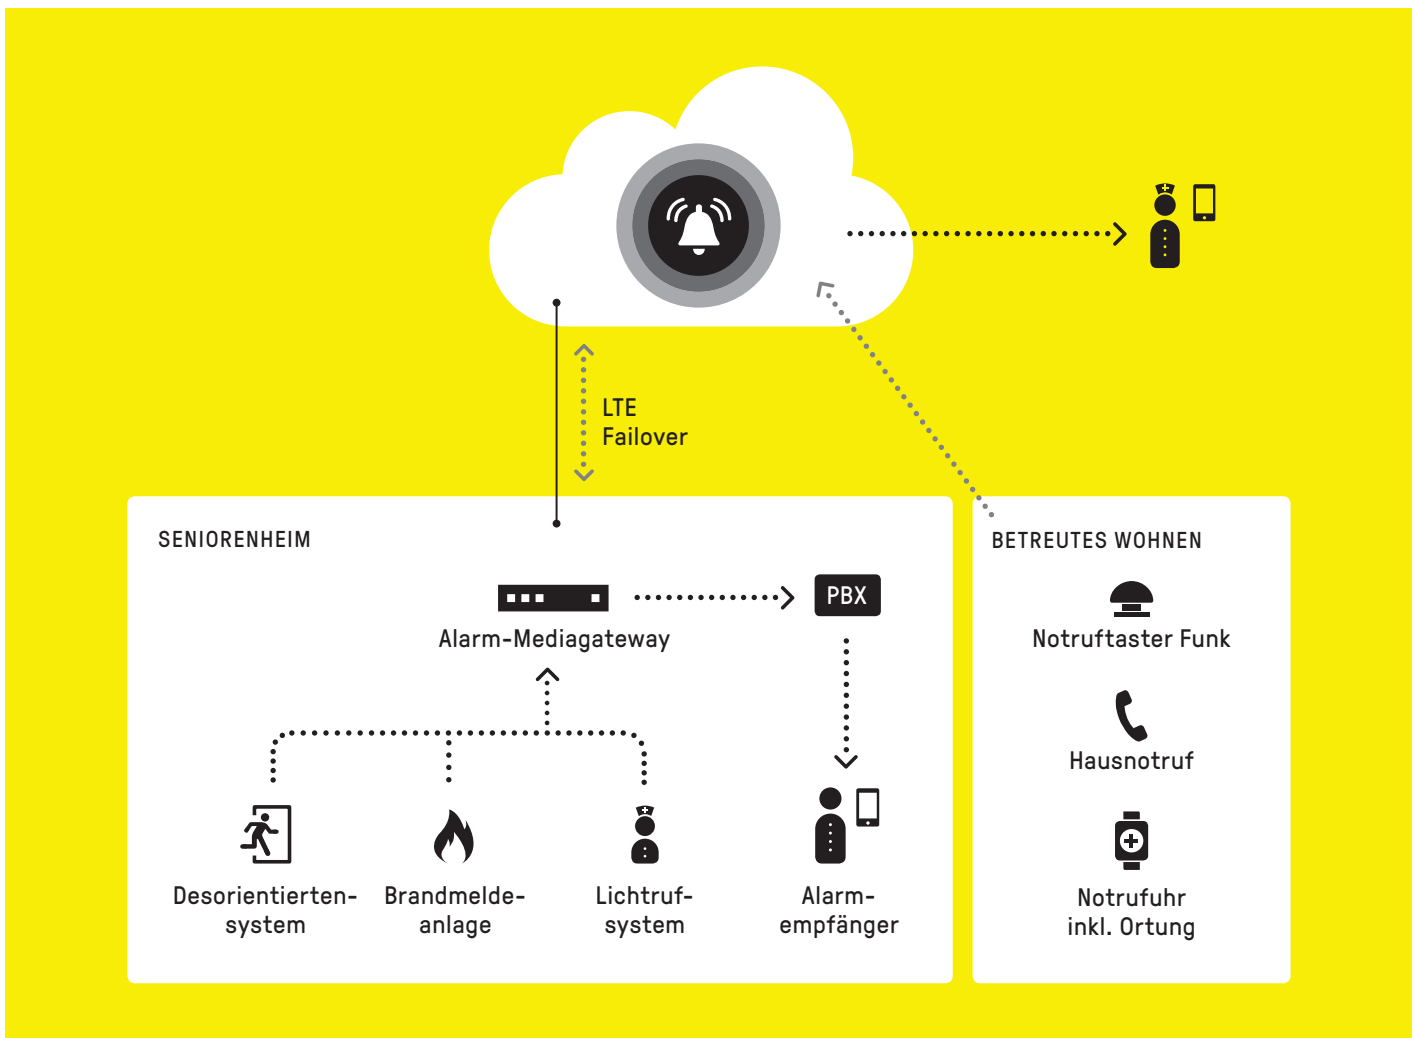 LTE
Failover
SENIORENHEIM
PBX
Alarm-Mediagateway
Desorientierten-
system
Brandmelde-
anlage
Lichtruf-
system
Alarm-
empfänger
BETREUTES WOHNEN
Notruftaster Funk
Hausnotruf
Notrufuhr
inkl. Ortung